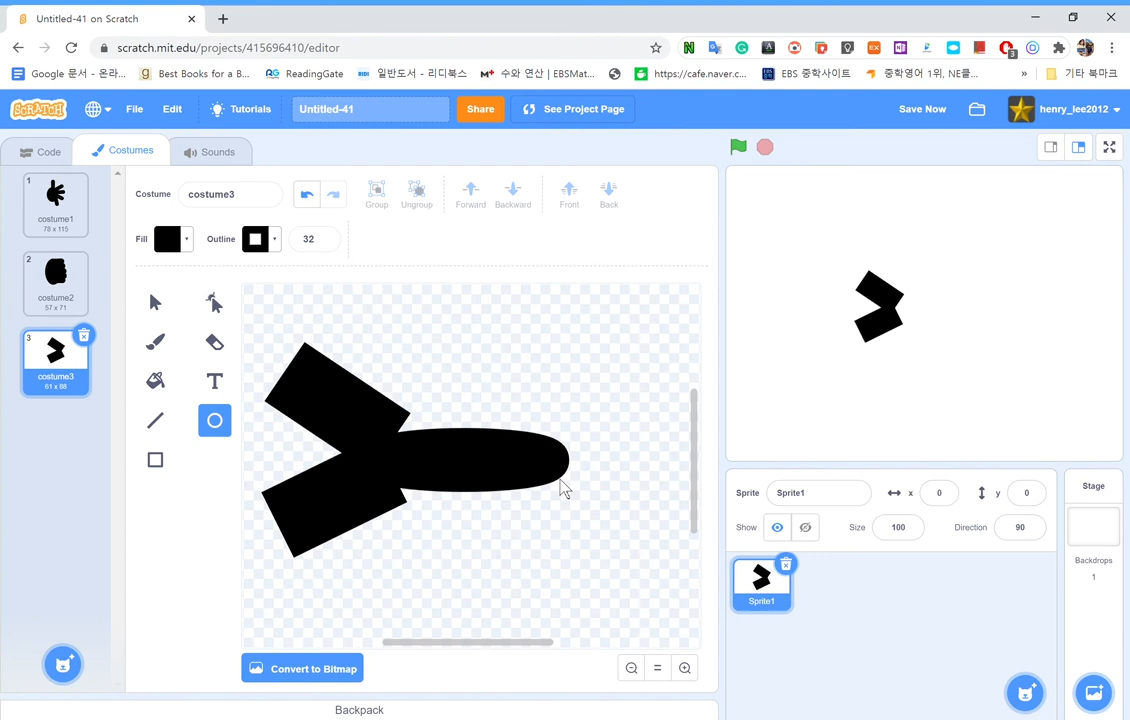 Untitled-41 on Scratch
scratch.mit.edu/projects/415696410/editor
Google 문서 - 온라...
Best Books for a B...
ReadingGate
일반도서 - 리디북스
수와 연산 | EBSMat...
https://cafe.naver.c...
EBS 중학사이트
중학영어 1위, NE클...
»
기타 북마크
SCRATCH
File
Edit
Tutorials
Untitled-41
Share
See Project Page
Save Now
henry_lee2012
Code
Costumes
Sounds
1
costume1
78 x 115
2
costume2
57 x 71
3
costume3
61 x 88
Costume
costume3
Group
Ungroup
Forward
Backward
Front
Back
Fill
Outline
32
T
Convert to Bitmap
Backpack
Sprite
Sprite1
x
0
y
0
Show
Size
100
Direction
90
Sprite1
Stage
Backdrops
1